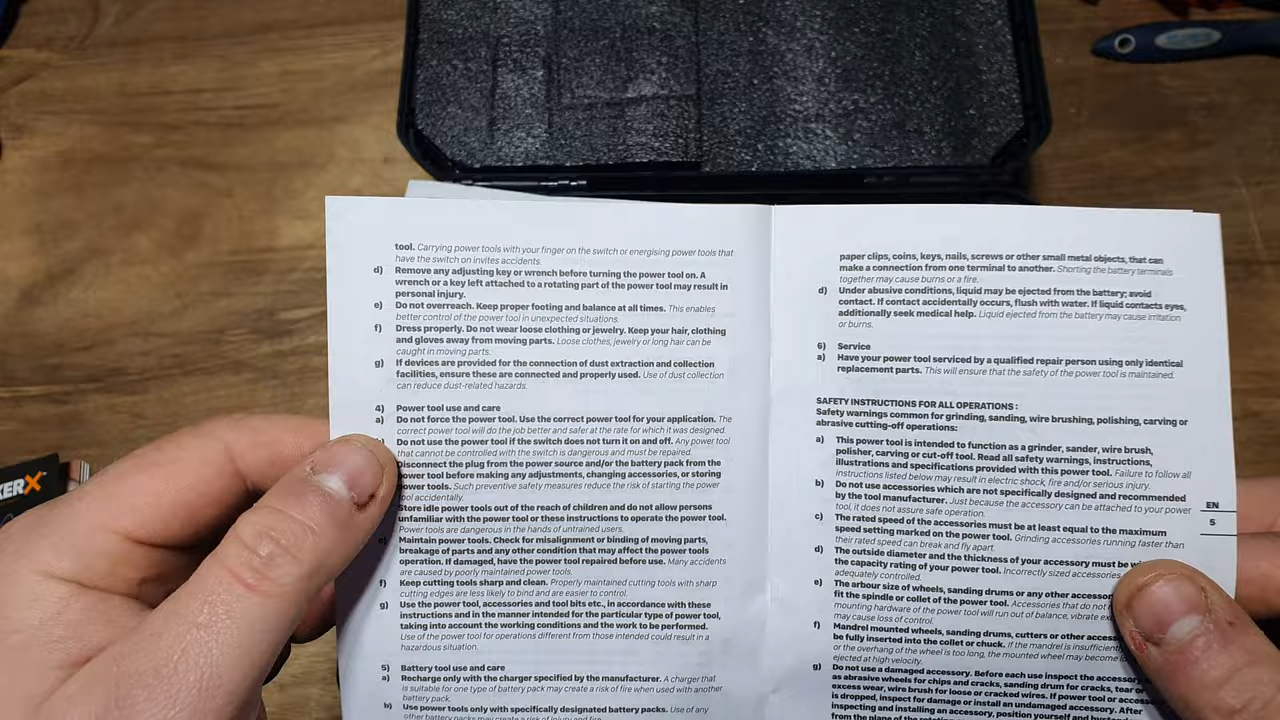 KERX
tool. Carrying power tools with your finger on the switch or energising power tools that
have the switch on invites accidents.
d) Remove any adjusting key or wrench before turning the power tool on. A
wrench or a key left attached to a rotating part of the power tool may result in
personal injury.
e) Do not overreach. Keep proper footing and balance at all times. This enables
better control of the power tool in unexpected situations.
f) Dress properly. Do not wear loose clothing or jewelry. Keep your hair, clothing
and gloves away from moving parts. Loose clothes, jewelry or long hair can be
caught in moving parts.
g) If devices are provided for the connection of dust extraction and collection
facilities, ensure these are connected and properly used. Use of dust collection
can reduce dust-related hazards.
4) Power tool use and care
a) Do not force the power tool. Use the correct power tool for your application. The
correct power tool will do the job better and safer at the rate for which it was designed.
Do not use the power tool if the switch does not turn it on and off. Any power tool
that cannot be controlled with the switch is dangerous and must be repaired.
Disconnect the plug from the power source and/or the battery pack from the
power tool before making any adjustments, changing accessories, or storing
power tools. Such preventive safety measures reduce the risk of starting the power
tool accidentally.
Store idle power tools out of the reach of children and do not allow persons
unfamiliar with the power tool or these instructions to operate the power tool.
Power tools are dangerous in the hands of untrained users.
e) Maintain power tools. Check for misalignment or binding of moving parts,
breakage of parts and any other condition that may affect the power tools
operation. If damaged, have the power tool repaired before use. Many accidents
are caused by poorly maintained power tools.
f) Keep cutting tools sharp and clean. Properly maintained cutting tools with sharp
cutting edges are less likely to bind and are easier to control.
g) Use the power tool, accessories and tool bits etc., in accordance with these
instructions and in the manner intended for the particular type of power tool,
taking into account the working conditions and the work to be performed.
Use of the power tool for operations different from those intended could result in a
hazardous situation.
5) Battery tool use and care
a) Recharge only with the charger specified by the manufacturer. A charger that
is suitable for one type of battery pack may create a risk of fire when used with another
battery pack.
b) Use power tools only with specifically designated battery packs. Use of any
other battery packs may create a risk of injury and fire.
paper clips, coins, keys, nails, screws or other small metal objects, that can
make a connection from one terminal to another. Shorting the battery terminals
together may cause burns or a fire.
d) Under abusive conditions, liquid may be ejected from the battery; avoid
contact. If contact accidentally occurs, flush with water. If liquid contacts eyes,
additionally seek medical help. Liquid ejected from the battery may cause irritation
or burns.
6) Service
a) Have your power tool serviced by a qualified repair person using only identical
replacement parts. This will ensure that the safety of the power tool is maintained.
SAFETY INSTRUCTIONS FOR ALL OPERATIONS :
Safety warnings common for grinding, sanding, wire brushing, polishing, carving or
abrasive cutting-off operations:
a) This power tool is intended to function as a grinder, sander, wire brush,
polisher, carving or cut-off tool. Read all safety warnings, instructions,
illustrations and specifications provided with this power tool. Failure to follow all
instructions listed below may result in electric shock, fire and/or serious injury.
b) Do not use accessories which are not specifically designed and recommended
by the tool manufacturer. Just because the accessory can be attached to your power
tool, it does not assure safe operation.
c) The rated speed of the accessories must be at least equal to the maximum
speed setting marked on the power tool. Grinding accessories running faster than
their rated speed can break and fly apart.
d) The outside diameter and the thickness of your accessory must be
the capacity rating of your power tool. Incorrectly sized accessories
adequately controlled.
e) The arbour size of wheels, sanding drums or any other accessor
fit the spindle or collet of the power tool. Accessories that do
mounting hardware of the power tool will run out of balance, vibrate
may cause loss of control.
f) Mandrel mounted wheels, sanding drums, cutters or other
be fully inserted into the collet or chuck. If the mandrel is
or the overhang of the wheel is too long, the mounted wheel may become
ejected at high velocity.
g) Do not use a damaged accessory. Before each use inspect the
as abrasive wheels for chips and cracks, sanding drum for cracks, tear or
excess wear, wire brush for loose or cracked wires. If power tool or
is dropped, inspect for damage or install an undamaged accessory. After
inspecting and installing an accessory, position yourself and
from the plane of the
EN
5